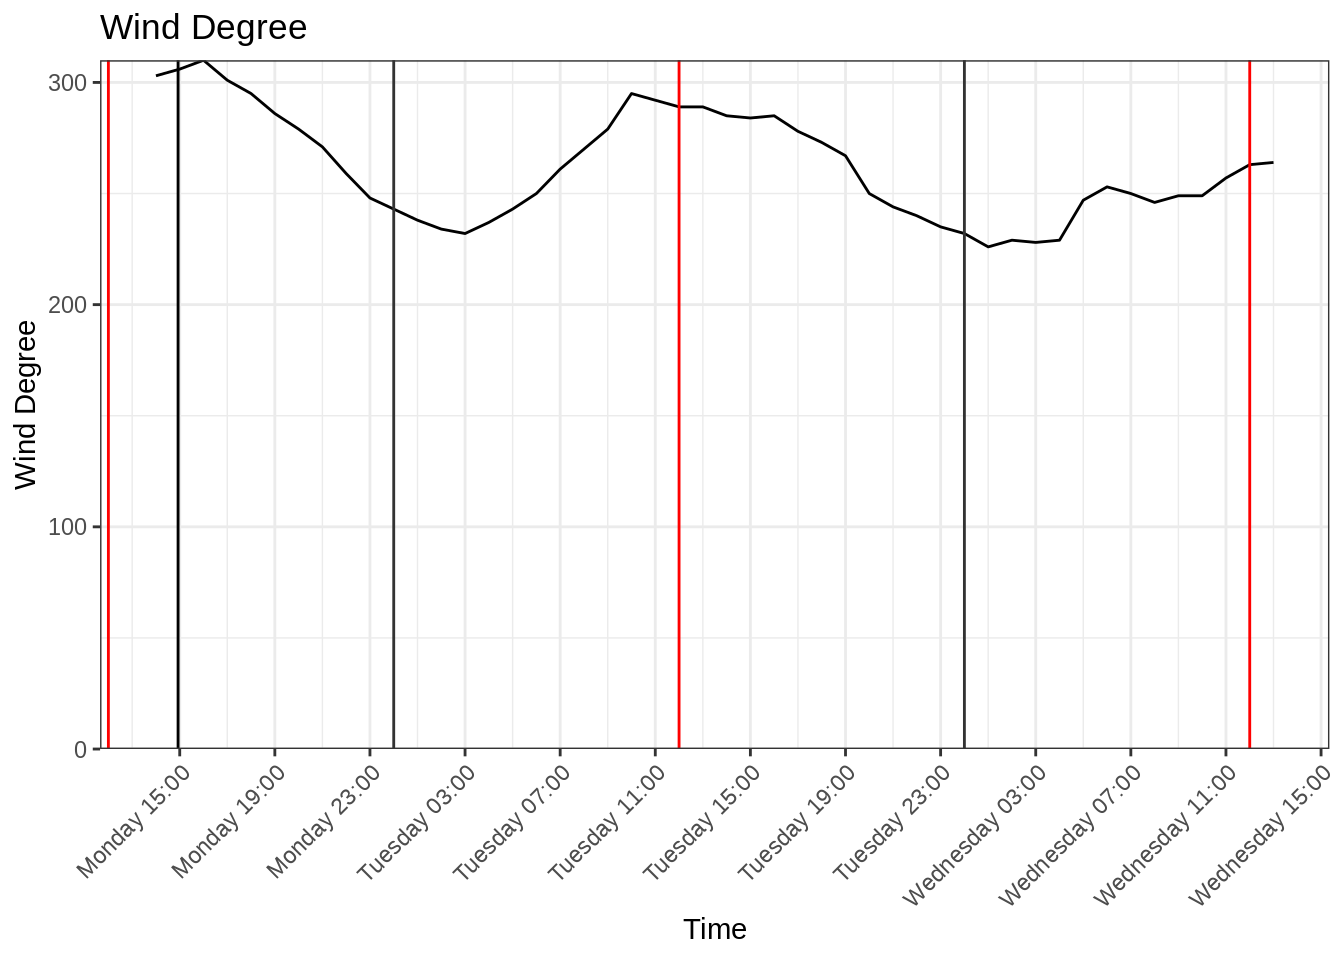 Wind Degree
Wind Degree
300
200
100
0
Monday 15:00
Monday 19:00
Monday 23:00
Tuesday 03:00
Tuesday 07:00
Tuesday 11:00
Tuesday 15:00
Tuesday 19:00
Tuesday 23:00
Wednesday 03:00
Wednesday 07:00
Wednesday 11:00
Wednesday 15:00
Time